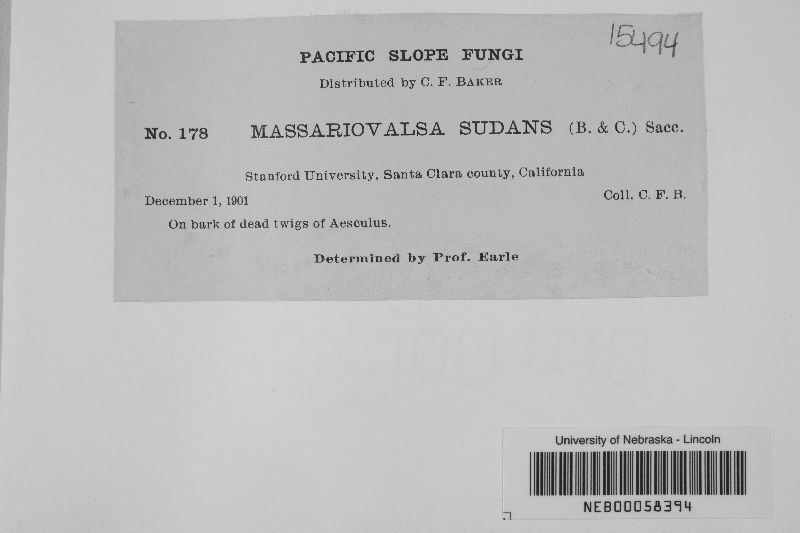 15494
PACIFIC SLOPE FUNGI
Distributed by C. F. BAKER
No. 178 MASSARIOVALSA SUDANS (B. & C.) Sacc.
Stanford University, Santa Clara county, California
December 1, 1901 Coll. C. F. B.
On bark of dead twigs of Aesculus.
Determined by Prof. Earle
University of Nebraska - Lincoln
NEB00058394